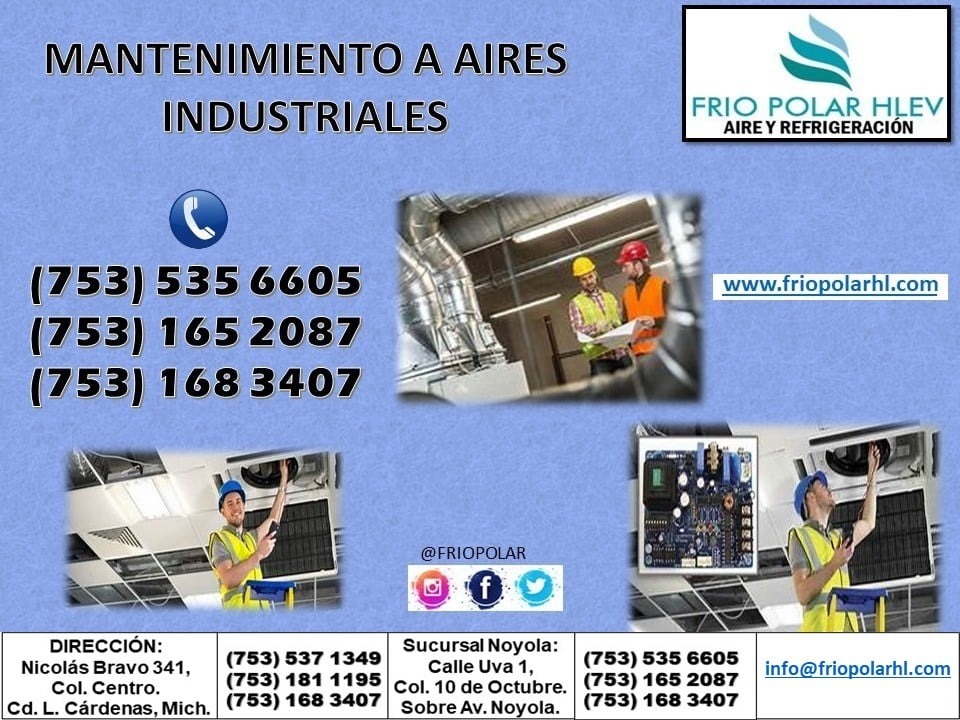 MANTENIMIENTO A AIRES
INDUSTRIALES
FRIO POLAR HLEV
AIRE Y REFRIGERACIÓN
(753) 535 6605
(753) 165 2087
(753) 168 3407
www.friopolarhl.com
@FRIOPOLAR
DIRECCIÓN:
Nicolás Bravo 341,
Col. Centro.
Cd. L. Cárdenas, Mich.
(753) 537 1349
(753) 181 1195
(753) 168 3407
Sucursal Noyola:
Calle Uva 1,
Col. 10 de Octubre.
Sobre Av. Noyola.
(753) 535 6605
(753) 165 2087
(753) 168 3407
info@friopolarhl.com